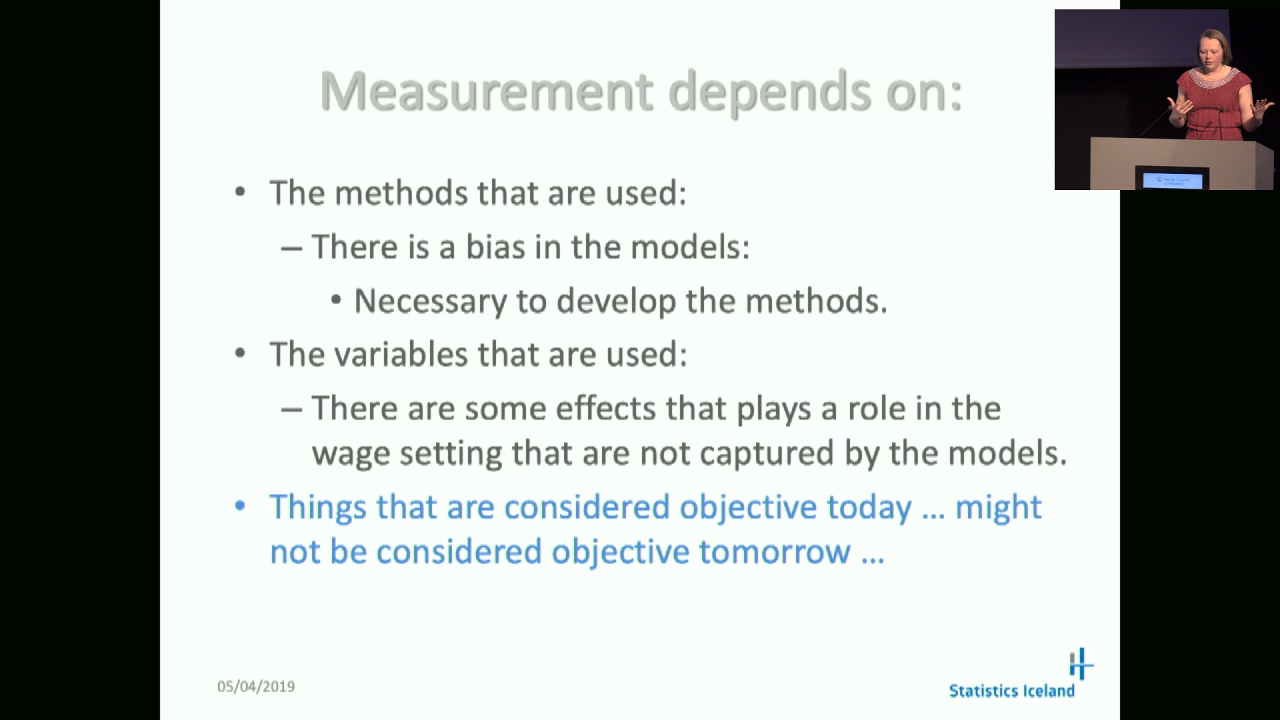 Measurement depends on:
• The methods that are used:
– There is a bias in the models:
• Necessary to develop the methods.
• The variables that are used:
– There are some effects that plays a role in the
wage setting that are not captured by the models.
• Things that are considered objective today ... might
not be considered objective tomorrow ...
05/04/2019
Statistics Iceland